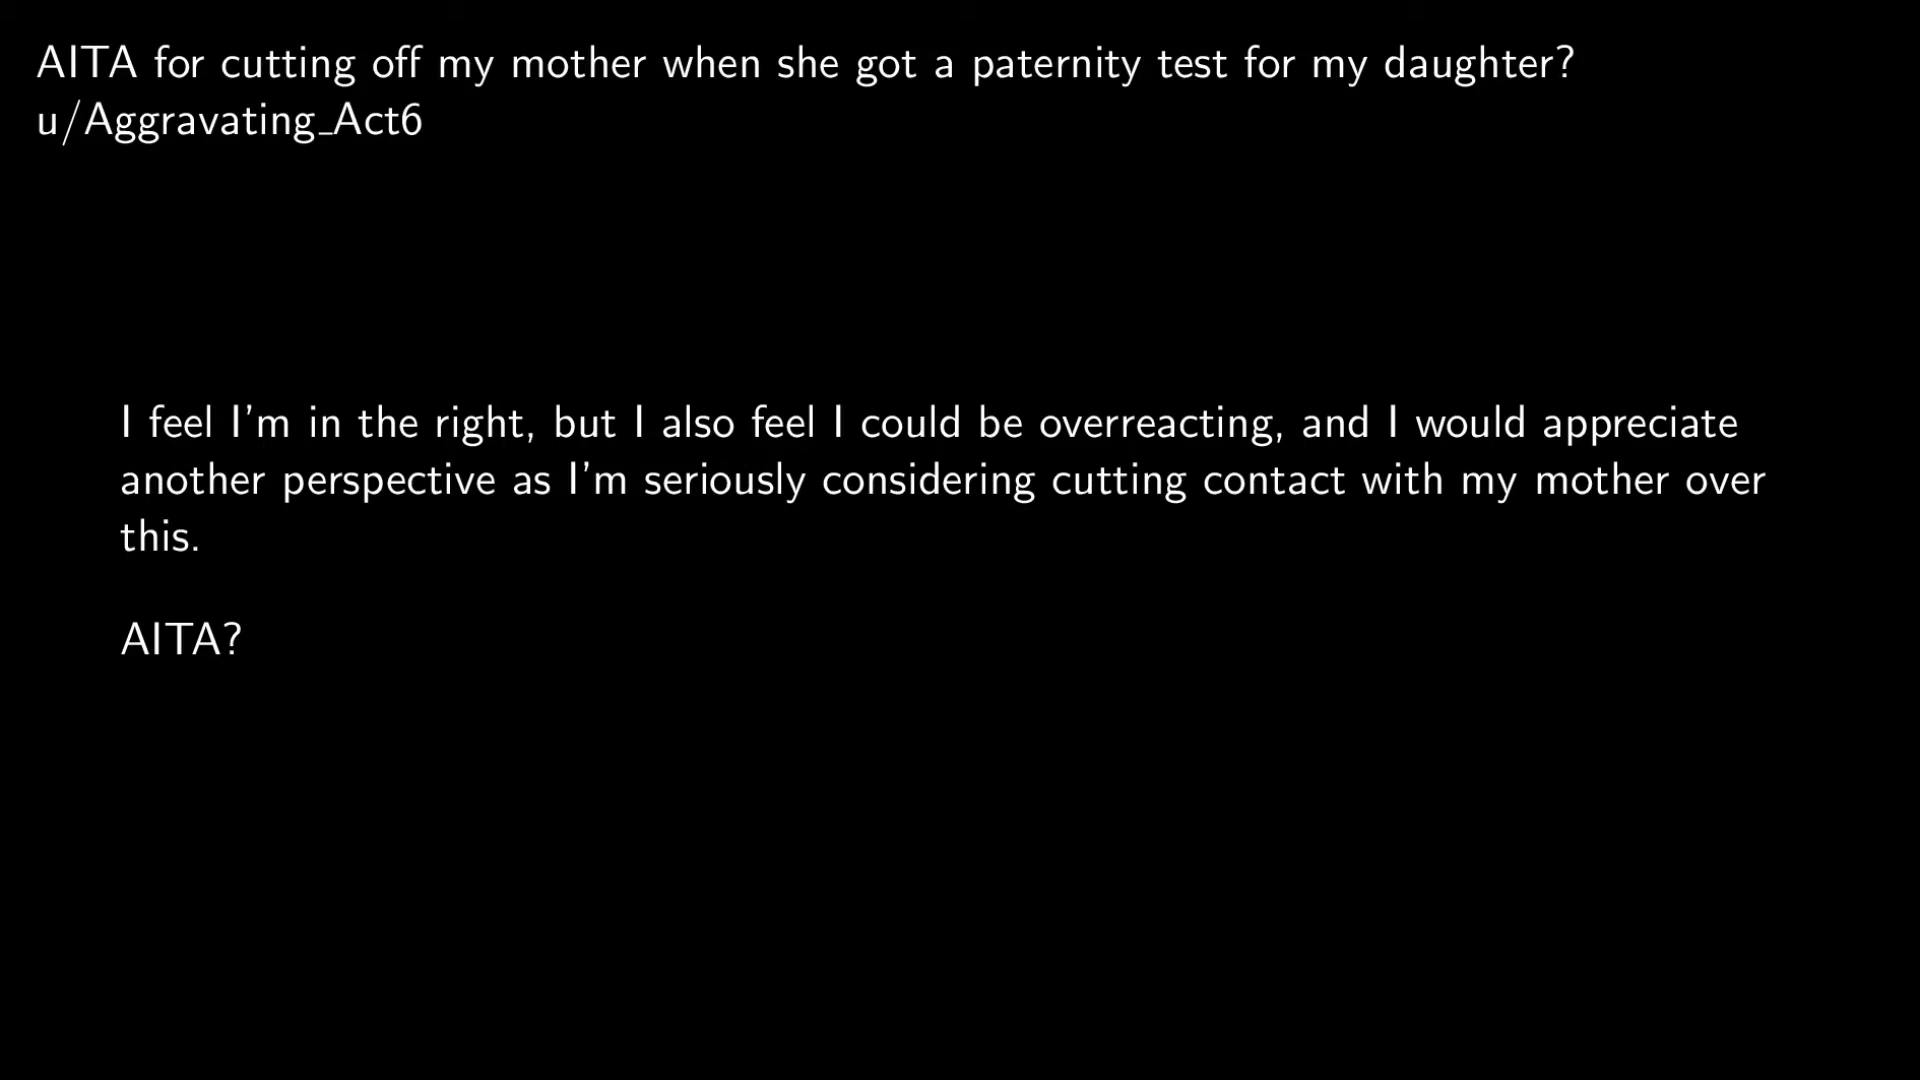 AITA for cutting off my mother when she got a paternity test for my daughter?
u/Aggravating_Act6
I feel I'm in the right, but I also feel I could be overreacting, and I would appreciate
another perspective as I'm seriously considering cutting contact with my mother over
this.
AITA?